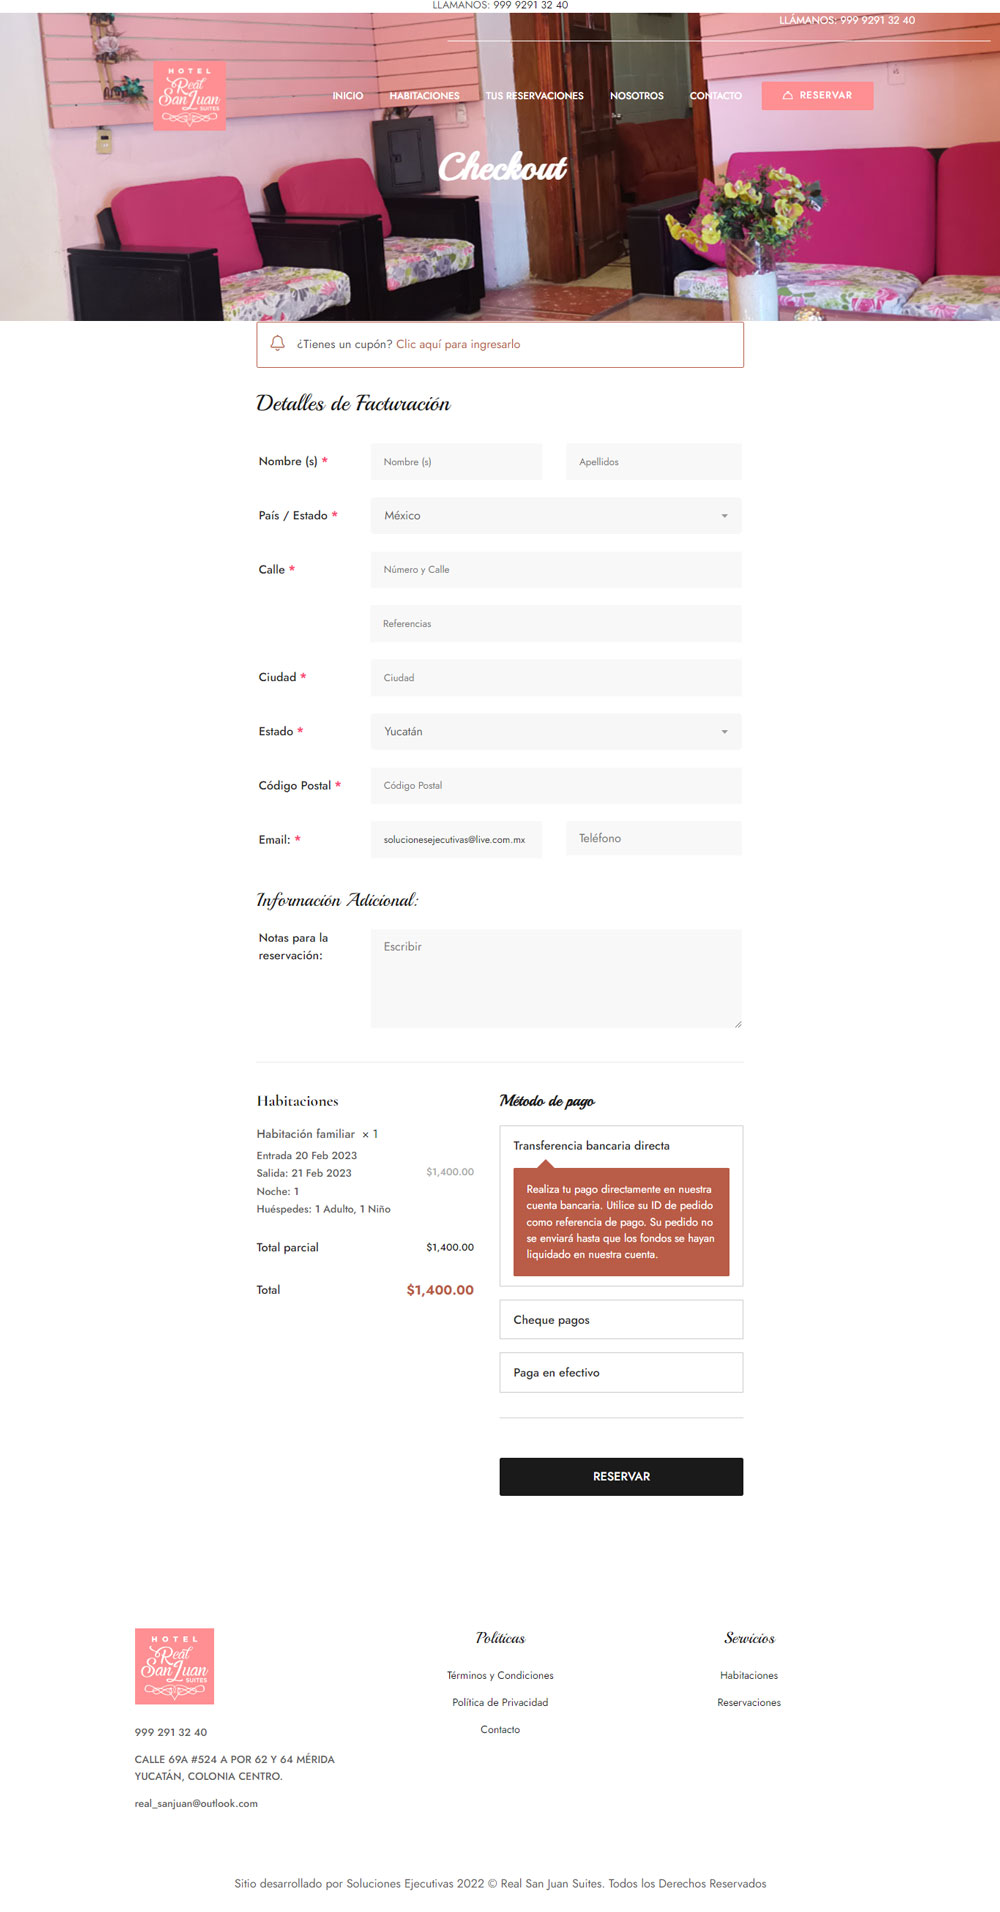 LLAMANOS: 999 9291 32 40
LLÁMANOS: 999 9291 32 40
HOTEL
Real
San Juan
SUITES
INICIO HABITACIONES TUS RESERVACIONES NOSOTROS CONTACTO RESERVAR
Checkout
¿Tienes un cupón? Clic aquí para ingresarlo
Detalles de Facturación
Nombre (s) * Nombre (s) Apellidos
País / Estado * México
Calle * Número y Calle
Referencias
Ciudad * Ciudad
Estado * Yucatán
Código Postal * Código Postal
Email: * solucionesejecutivas@live.com.mx Teléfono
Información Adicional:
Notas para la
reservación:
Escribir
Habitaciones
Habitación familiar × 1
Entrada 20 Feb 2023
Salida: 21 Feb 2023
Noche: 1
Huéspedes: 1 Adulto, 1 Niño
$1,400.00
Total parcial $1,400.00
Total $1,400.00
Método de pago
Transferencia bancaria directa
Realiza tu pago directamente en nuestra
cuenta bancaria. Utilice su ID de pedido
como referencia de pago. Su pedido no
se enviará hasta que los fondos se hayan
liquidado en nuestra cuenta.
Cheque pagos
Paga en efectivo
RESERVAR
HOTEL
Real
San Juan
SUITES
999 291 32 40
CALLE 69A #524 A POR 62 Y 64 MÉRIDA
YUCATÁN, COLONIA CENTRO.
real_sanjuan@outlook.com
Políticas
Términos y Condiciones
Política de Privacidad
Contacto
Servicios
Habitaciones
Reservaciones
Sitio desarrollado por Soluciones Ejecutivas 2022 © Real San Juan Suites. Todos los Derechos Reservados